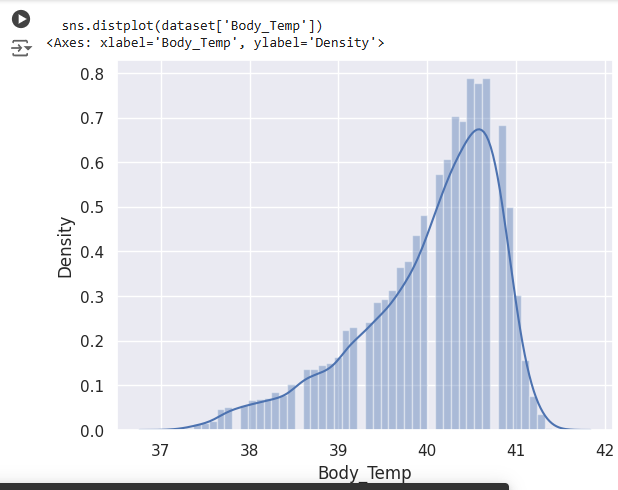 sns.distplot(dataset['Body_Temp'])
<Axes: xlabel='Body_Temp', ylabel='Density'>
0.8
0.7
0.6
0.5
0.4
0.3
0.2
0.1
0.0
Density
37 38 39 40 41 42
Body_Temp